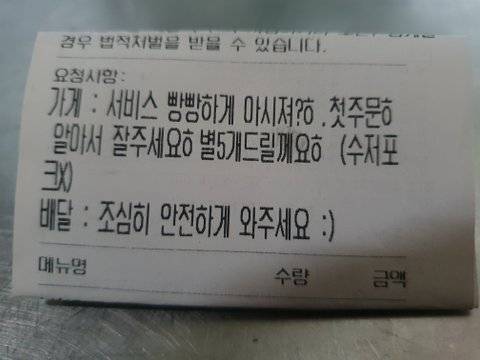 경우 법적처벌을 받을 수 있습니다.
요청사항:
가게 : 서비스 빵빵하게 아시져?ㅎ .첫주문ㅎ
알아서 잘주세요ㅎ별5개드릴께요ㅎ (수저포
크X)
배달 : 조심히 안전하게 와주세요 :)
메뉴명 수량 금액